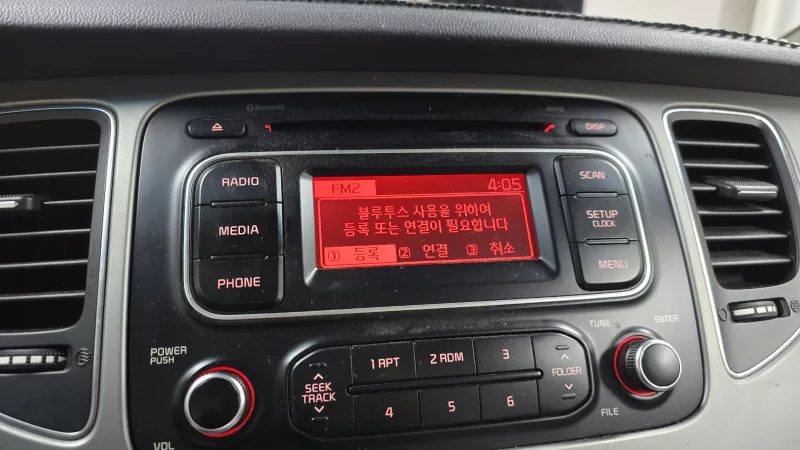 Bluetooth
MP3
DISP
RADIO
MEDIA
PHONE
FM2 4:05
블루투스 사용을 위하여
등록 또는 연결이 필요합니다
1 등록 2 연결 3 취소
SCAN
SETUP
CLOCK
MENU
POWER
PUSH
VOL
SEEK
TRACK
1 RPT 2 RDM 3
4 5 6
FOLDER
TUNE
ENTER
FILE